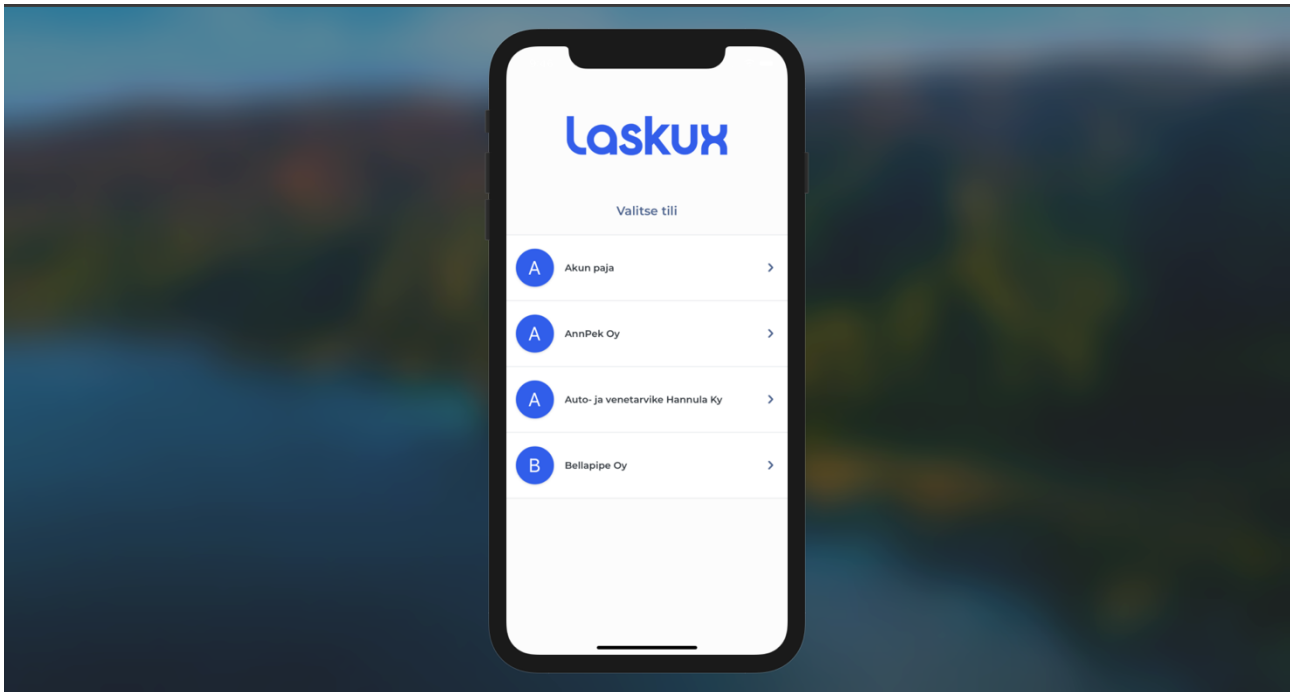 Laskux
Valitse tili
A Akun paja
A AnnPek Oy
A Auto- ja venetarvike Hannula Ky
B Bellapipe Oy